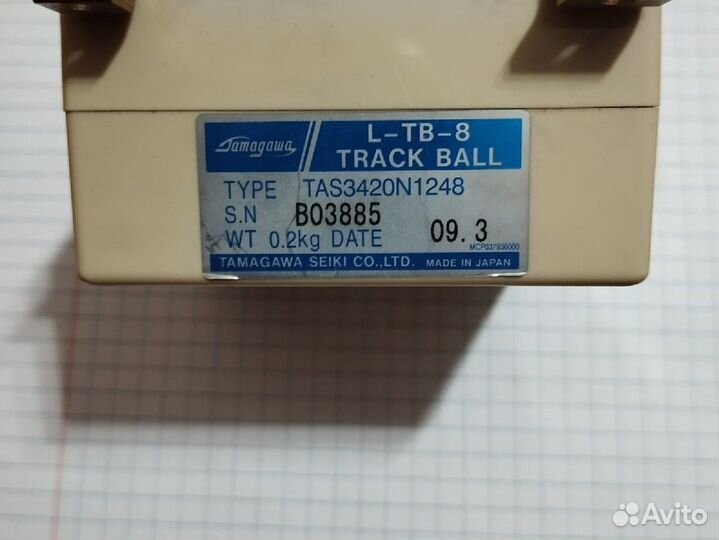 Tamagawa
L-TB-8
TRACK BALL
TYPE TAS3420N1248
S.N B03885
WT 0.2kg DATE 09.3
MCP037936000
TAMAGAWA SEIKI CO.,LTD. MADE IN JAPAN
Avito